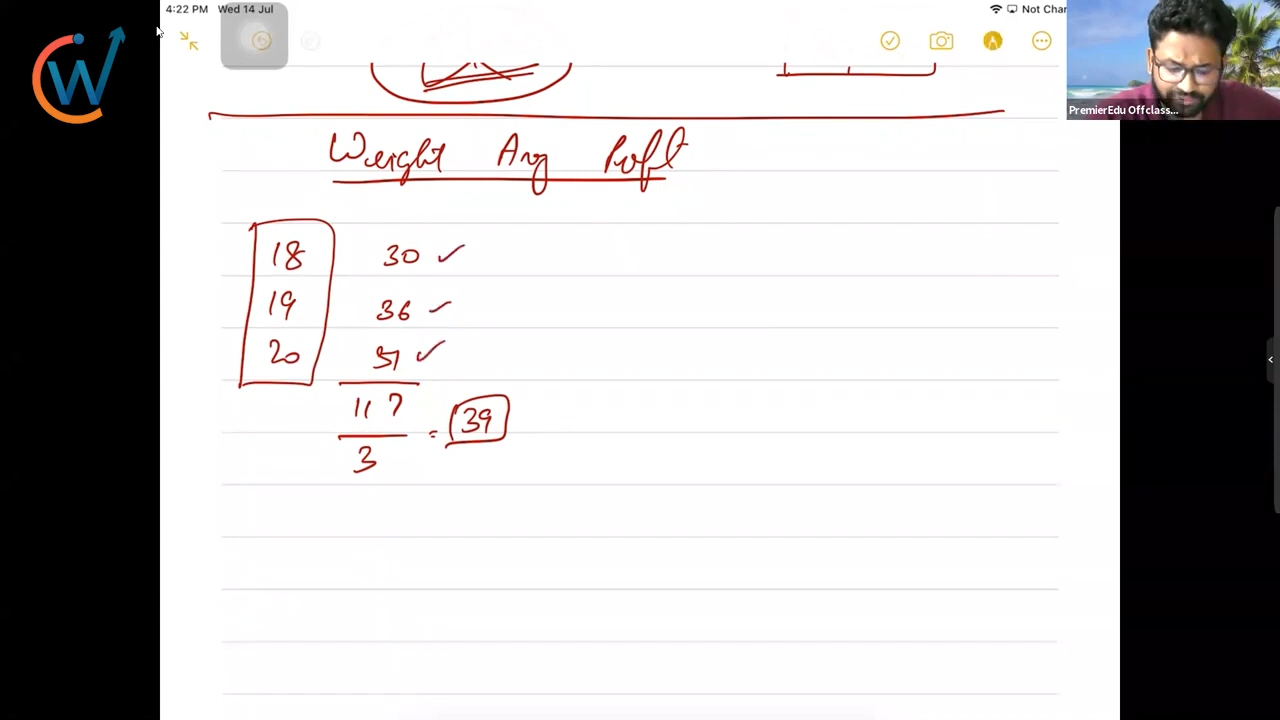 4:22 PM Wed 14 Jul
Not Char
W
PremierEdu Offclass...
Weight Avg Profit
18 30 ✓
19 36 ✓
20 51 ✓
117
3 = 39